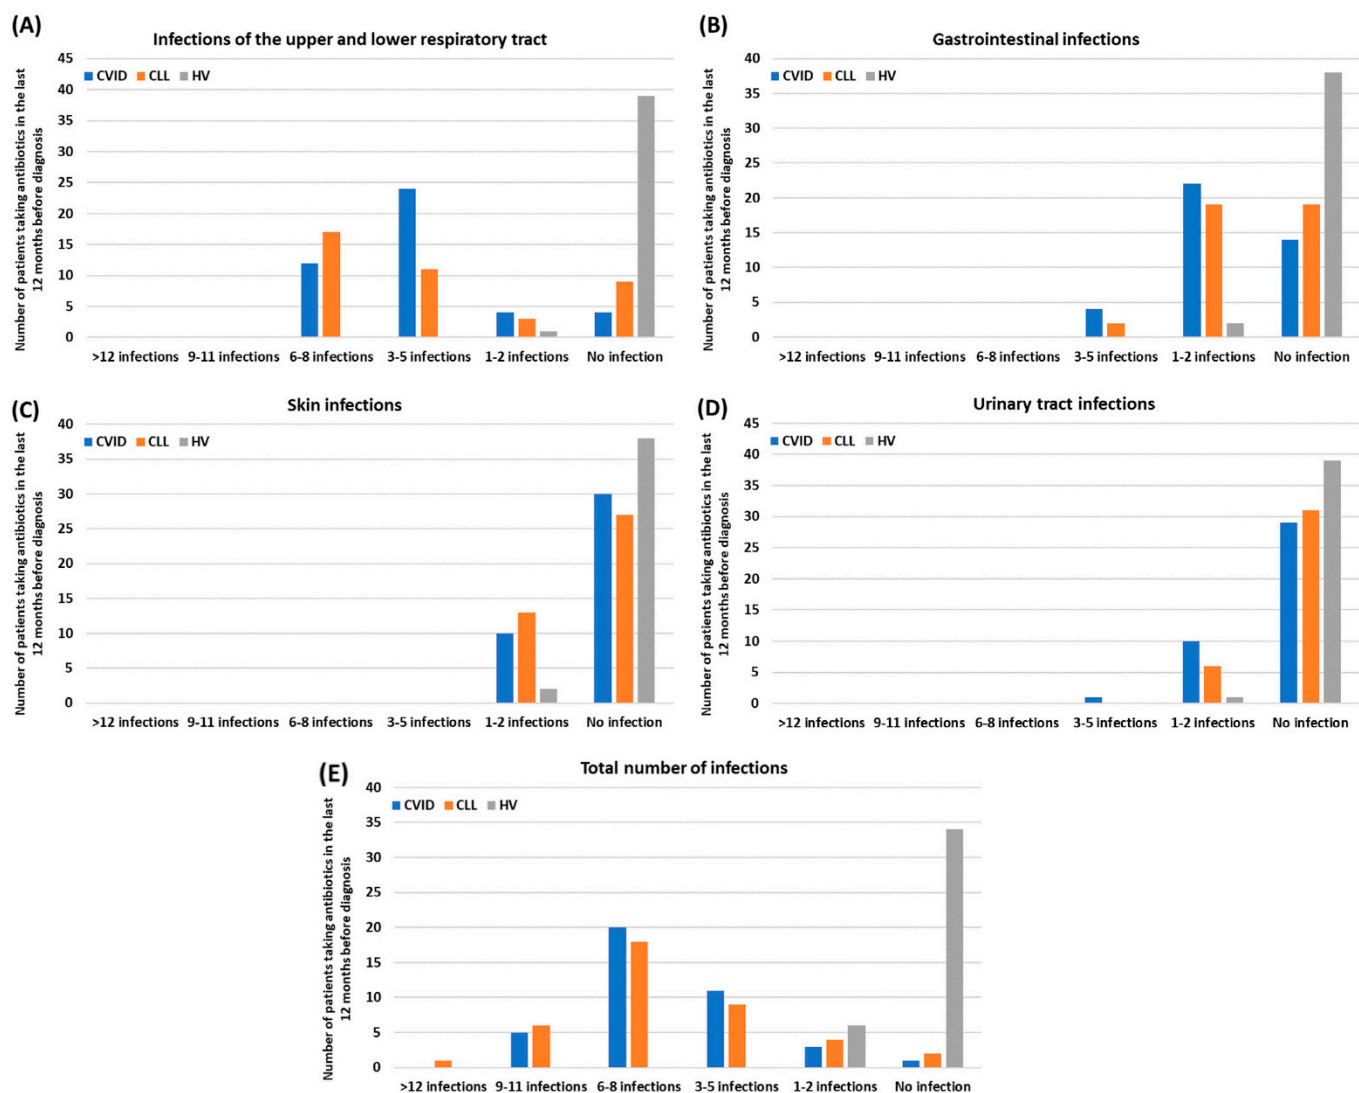 (A)
Infections of the upper and lower respiratory tract
Number of patients taking antibiotics in the last
12 months before diagnosis
45
40
35
30
25
20
15
10
5
0
CVID CLL HV
>12 infections 9-11 infections 6-8 infections 3-5 infections 1-2 infections No infection
(B)
Gastrointestinal infections
Number of patients taking antibiotics in the last
12 months before diagnosis
40
35
30
25
20
15
10
5
0
CVID CLL HV
>12 infections 9-11 infections 6-8 infections 3-5 infections 1-2 infections No infection
(C)
Skin infections
Number of patients taking antibiotics in the last
12 months before diagnosis
40
35
30
25
20
15
10
5
0
CVID CLL HV
>12 infections 9-11 infections 6-8 infections 3-5 infections 1-2 infections No infection
(D)
Urinary tract infections
Number of patients taking antibiotics in the last
12 months before diagnosis
45
40
35
30
25
20
15
10
5
0
CVID CLL HV
>12 infections 9-11 infections 6-8 infections 3-5 infections 1-2 infections No infection
(E)
Total number of infections
Number of patients taking antibiotics in the last
12 months before diagnosis
40
35
30
25
20
15
10
5
0
CVID CLL HV
>12 infections 9-11 infections 6-8 infections 3-5 infections 1-2 infections No infection